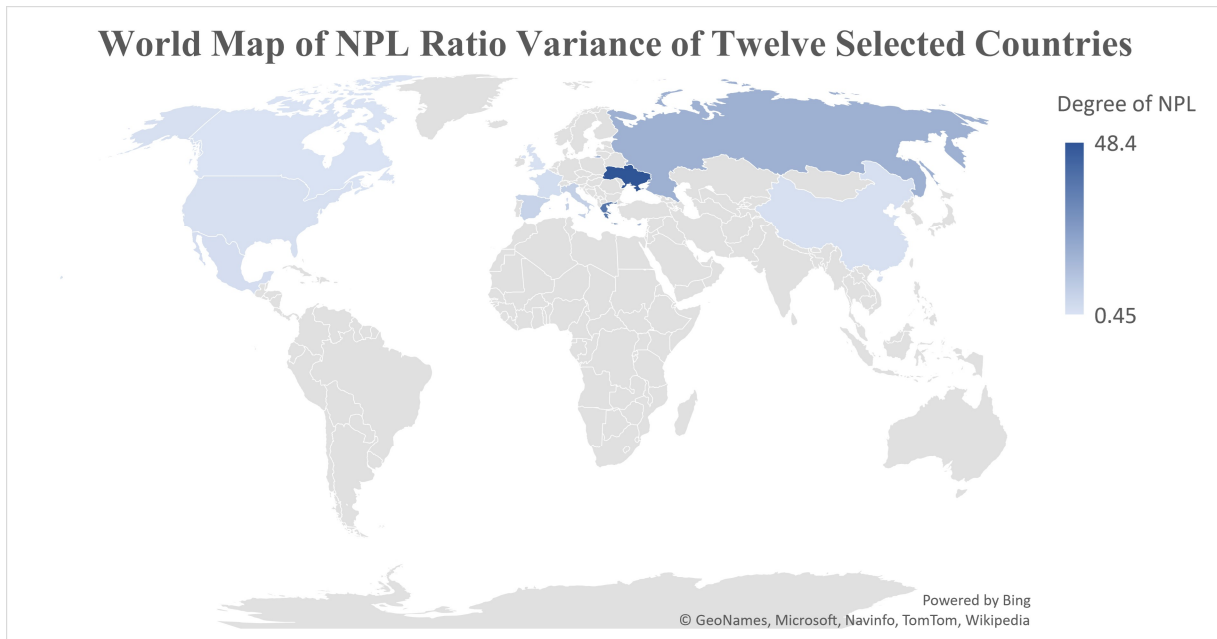 World Map of NPL Ratio Variance of Twelve Selected Countries
Degree of NPL
48.4
0.45
Powered by Bing
© GeoNames, Microsoft, Navinfo, TomTom, Wikipedia